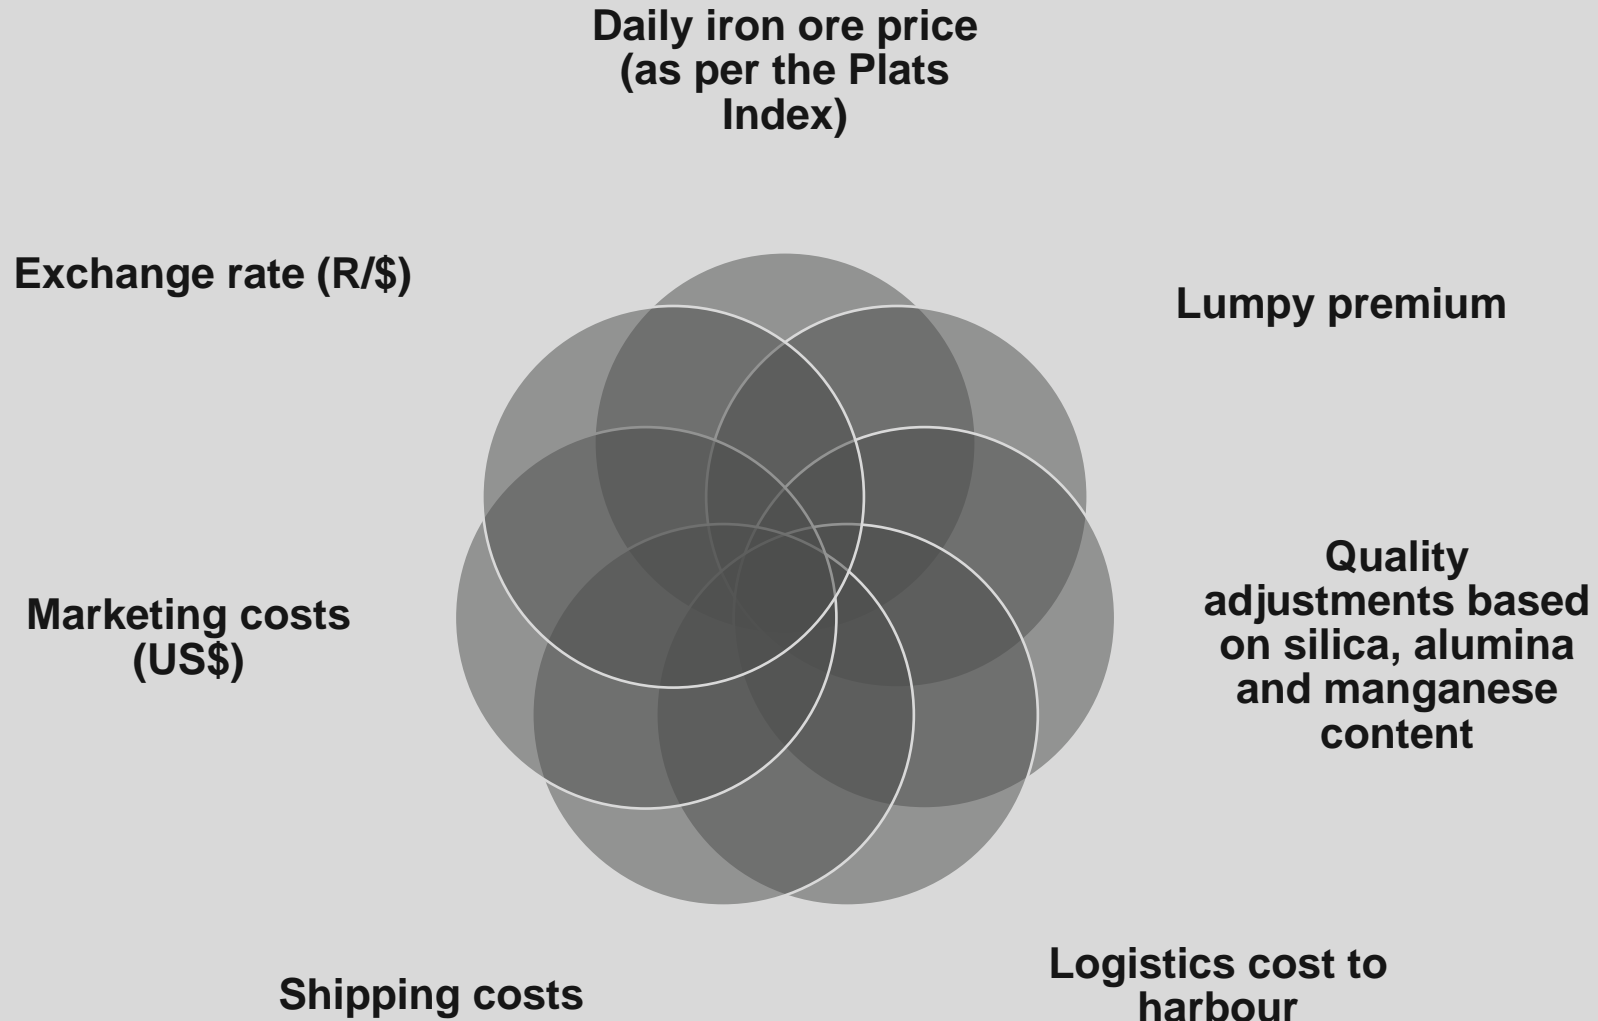 Daily iron ore price
(as per the Plats
Index)
Exchange rate (R/$)
Lumpy premium
Quality
adjustments based
on silica, alumina
and manganese
content
Marketing costs
(US$)
Logistics cost to
harbour
Shipping costs